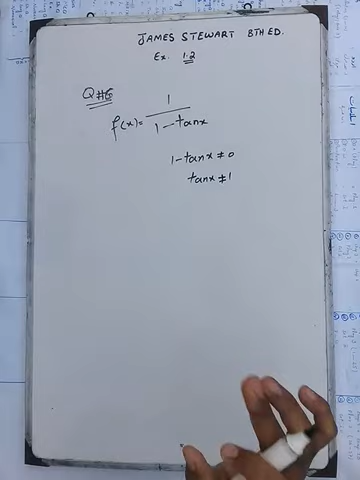 JAMES STEWART 8TH ED.
Ex. 1.2
Q#6
f(x)= 1 / 1-tanx
1-tanx≠0
tanx≠1